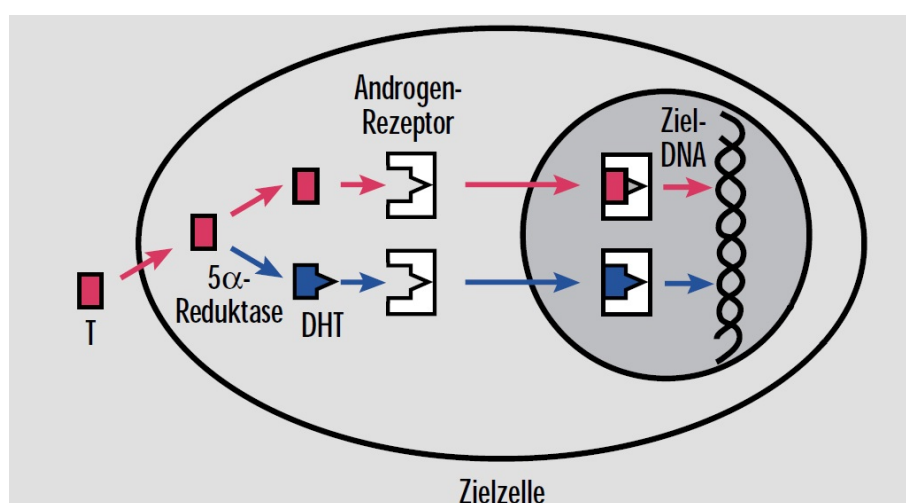 Androgen-
Rezeptor
Ziel-
DNA
5α-
Reduktase
DHT
T
Zielzelle